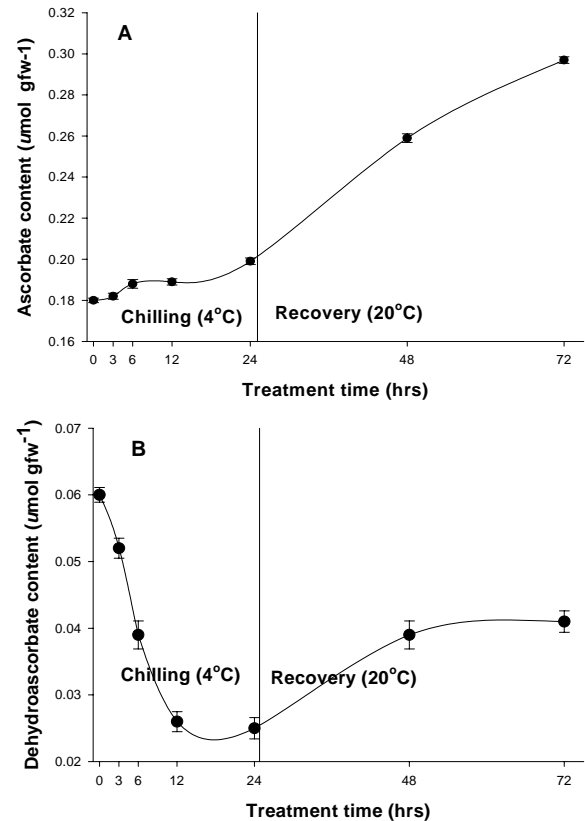 A
Ascorbate content (umol gfw-1)
0.30
0.28
0.26
0.24
0.22
0.20
0.18
0.16
Chilling (4°C)
Recovery (20°C)
0 3 6 12 24 48 72
Treatment time (hrs)
B
Dehydroascorbate content (umol gfw⁻¹)
0.07
0.06
0.05
0.04
0.03
0.02
Chilling (4°C)
Recovery (20°C)
0 3 6 12 24 48 72
Treatment time (hrs)